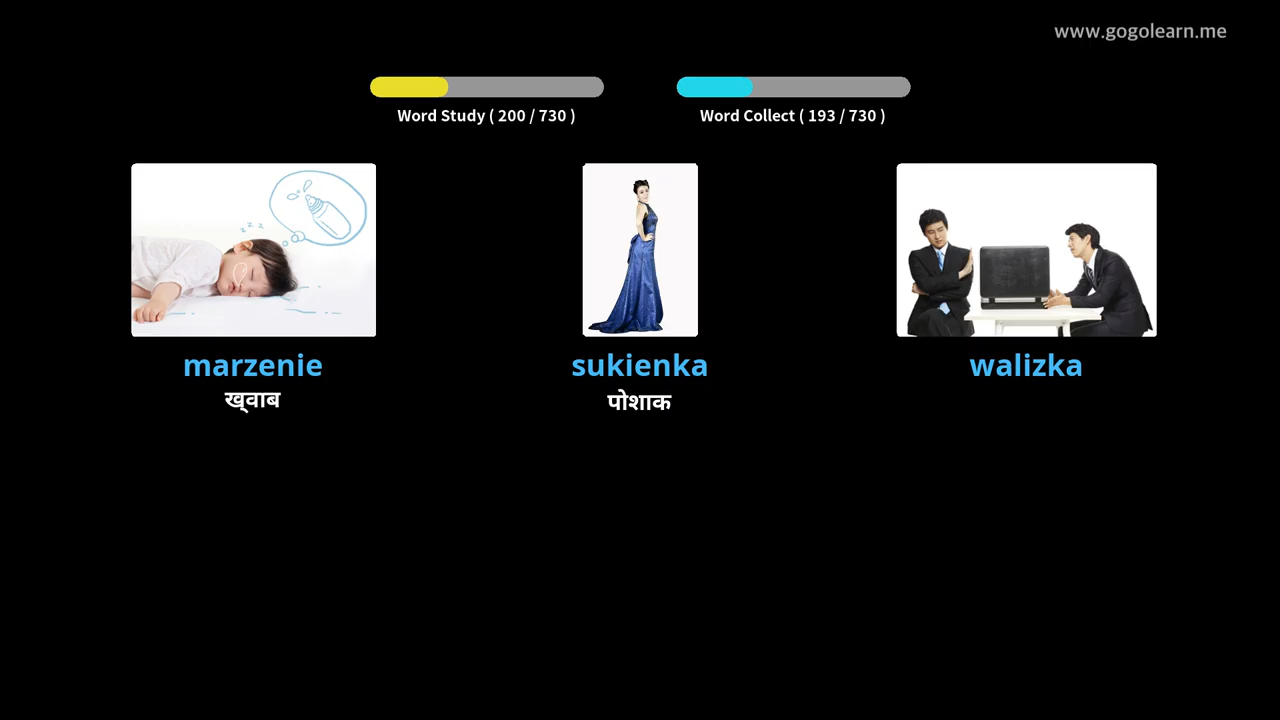 www.gogolearn.me
Word Study ( 200 / 730 )
Word Collect ( 193 / 730 )
marzenie
sukienka
walizka
ख्वाब
पोशाक